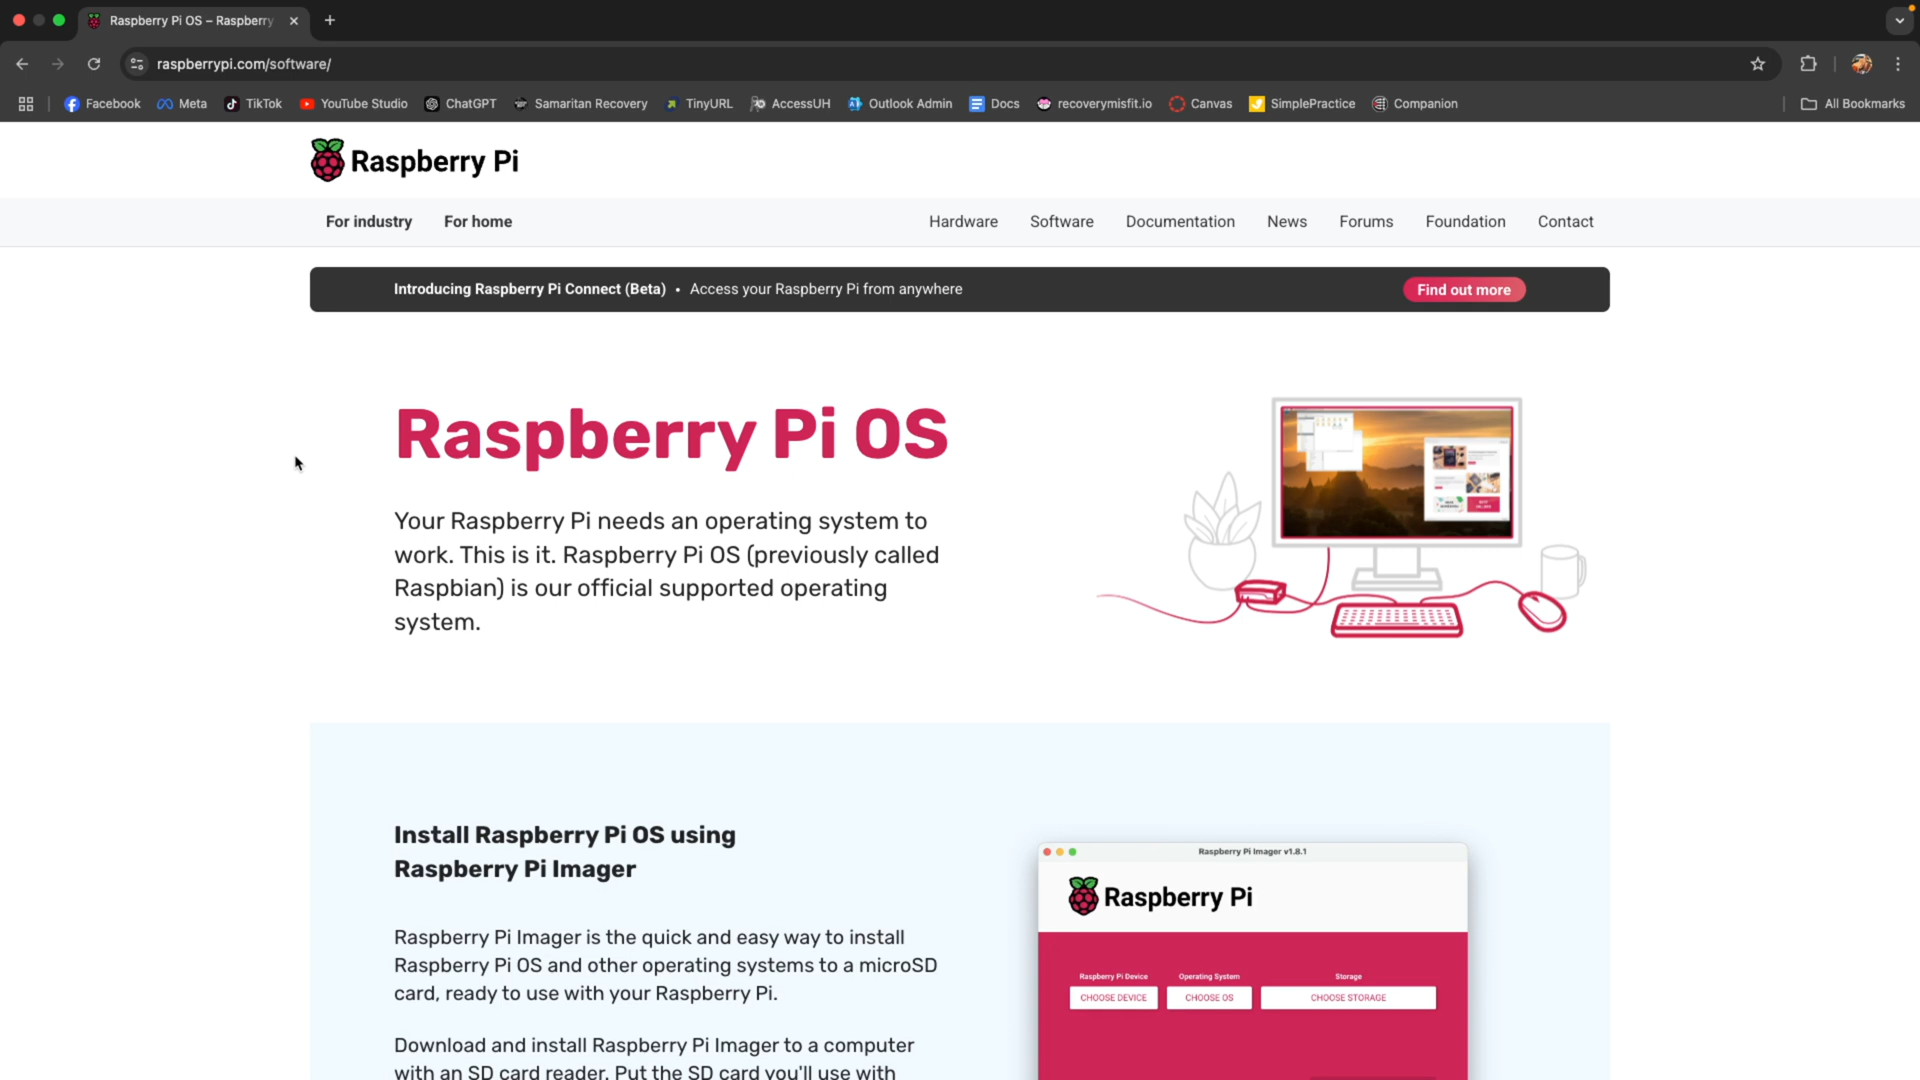 Raspberry Pi OS – Raspberry
raspberrypi.com/software/
Facebook Meta TikTok YouTube Studio ChatGPT Samaritan Recovery TinyURL AccessUH Outlook Admin Docs recoverymisfit.io Canvas SimplePractice Companion All Bookmarks
Raspberry Pi
For industry For home Hardware Software Documentation News Forums Foundation Contact
Introducing Raspberry Pi Connect (Beta) • Access your Raspberry Pi from anywhere Find out more
Raspberry Pi OS
Your Raspberry Pi needs an operating system to
work. This is it. Raspberry Pi OS (previously called
Raspbian) is our official supported operating
system.
Install Raspberry Pi OS using
Raspberry Pi Imager
Raspberry Pi Imager is the quick and easy way to install
Raspberry Pi OS and other operating systems to a microSD
card, ready to use with your Raspberry Pi.
Download and install Raspberry Pi Imager to a computer
with an SD card reader. Put the SD card you'll use with
Raspberry Pi Imager v1.8.1
Raspberry Pi
Raspberry Pi Device Operating System Storage
CHOOSE DEVICE CHOOSE OS CHOOSE STORAGE